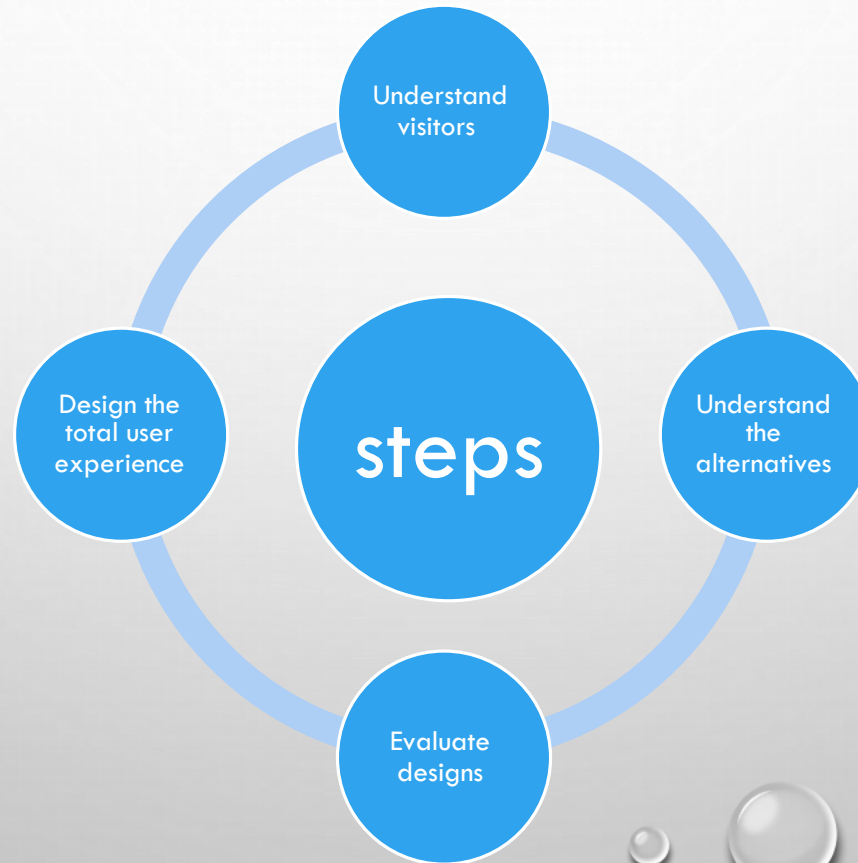 Understand
visitors
Design the
total user
experience
steps
Understand
the
alternatives
Evaluate
designs